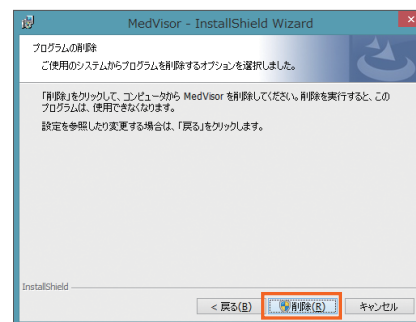 MedVisor - InstallShield Wizard
プログラムの削除
ご使用のシステムからプログラムを削除するオプションを選択しました。
「削除」をクリックして、コンピュータから MedVisor を削除してください。削除を実行すると、この
プログラムは、使用できなくなります。
設定を参照したり変更する場合は、「戻る」をクリックします。
InstallShield
< 戻る(B)
削除(R)
キャンセル